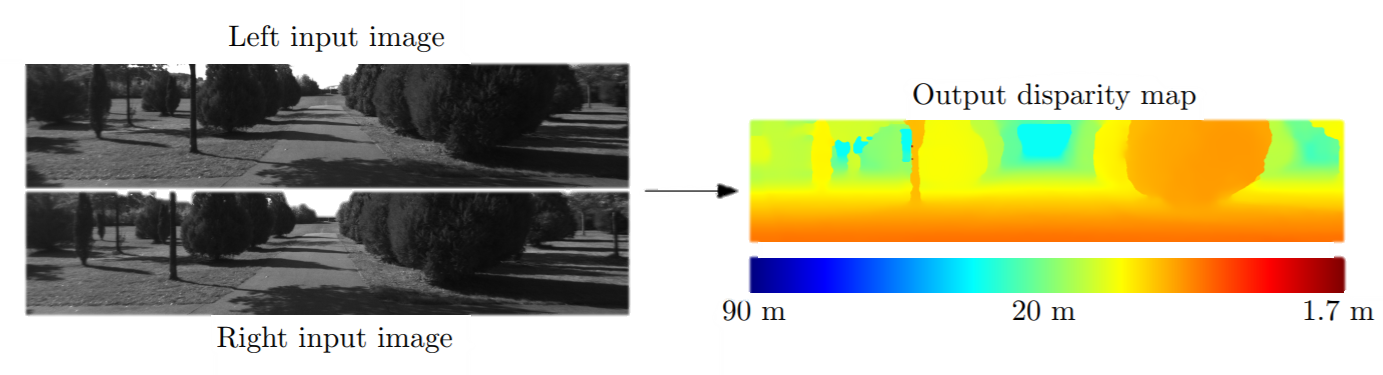 Left input image
Right input image
Output disparity map
90 m 20 m 1.7 m